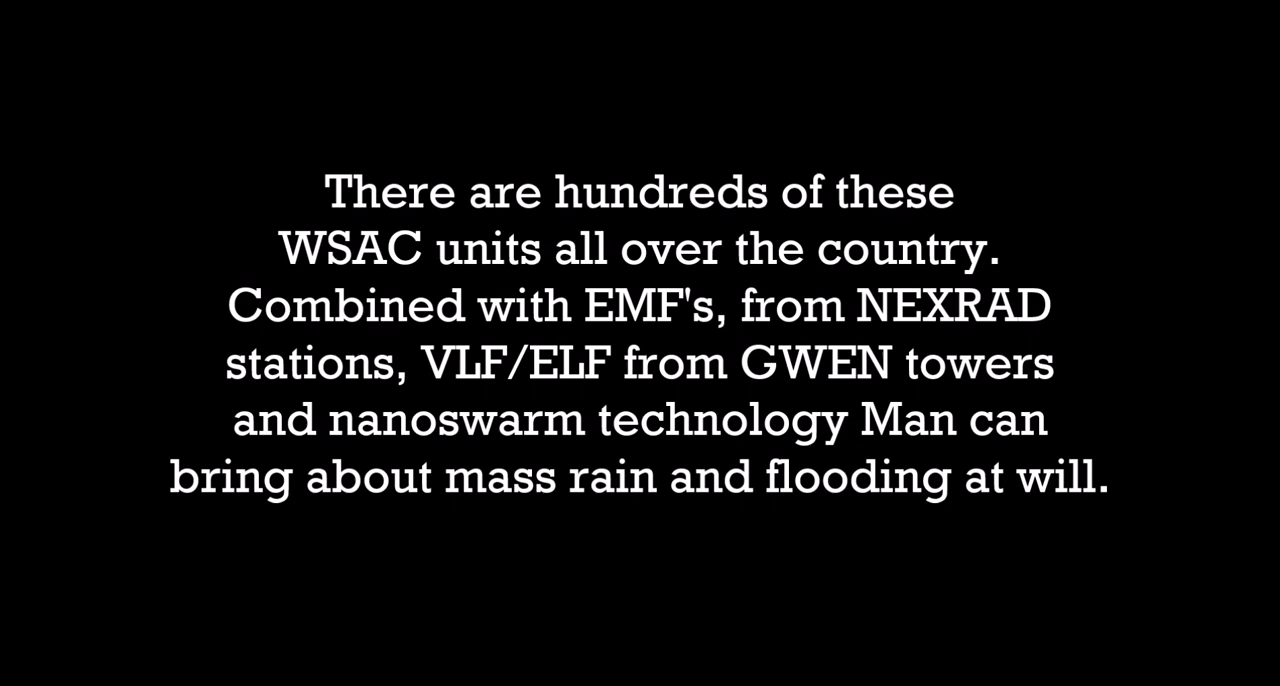 There are hundreds of these
WSAC units all over the country.
Combined with EMF's, from NEXRAD
stations, VLF/ELF from GWEN towers
and nanoswarm technology Man can
bring about mass rain and flooding at will.